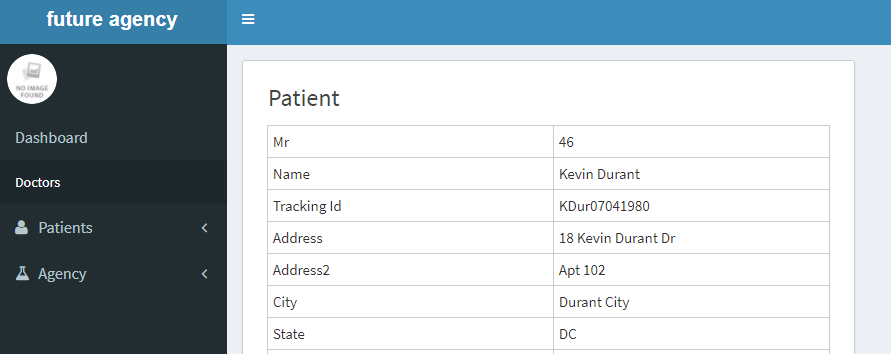 future agency
NO IMAGE
FOUND
Dashboard
Doctors
Patients
Agency
Patient
Mr 46
Name Kevin Durant
Tracking Id KDur07041980
Address 18 Kevin Durant Dr
Address2 Apt 102
City Durant City
State DC